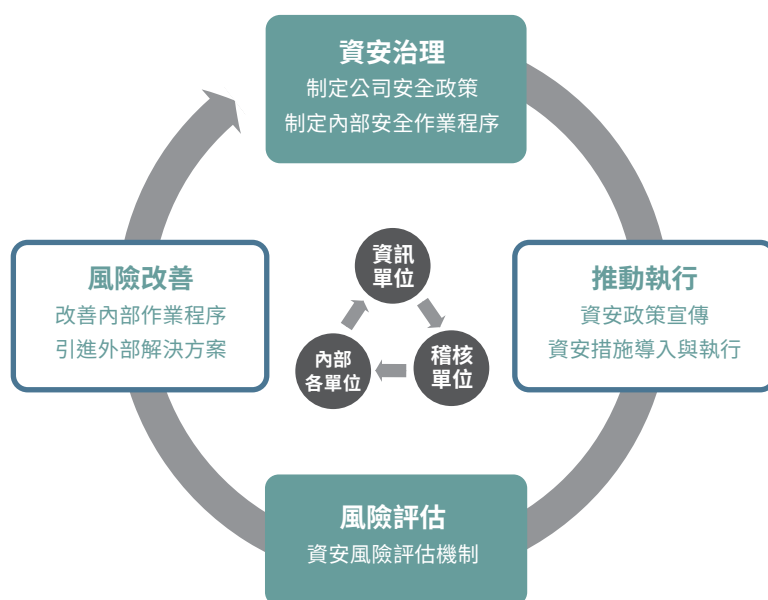 資安治理
制定公司安全政策
制定內部安全作業程序
風險改善
改善內部作業程序
引進外部解決方案
資訊
單位
內部
各單位
稽核
單位
推動執行
資安政策宣傳
資安措施導入與執行
風險評估
資安風險評估機制